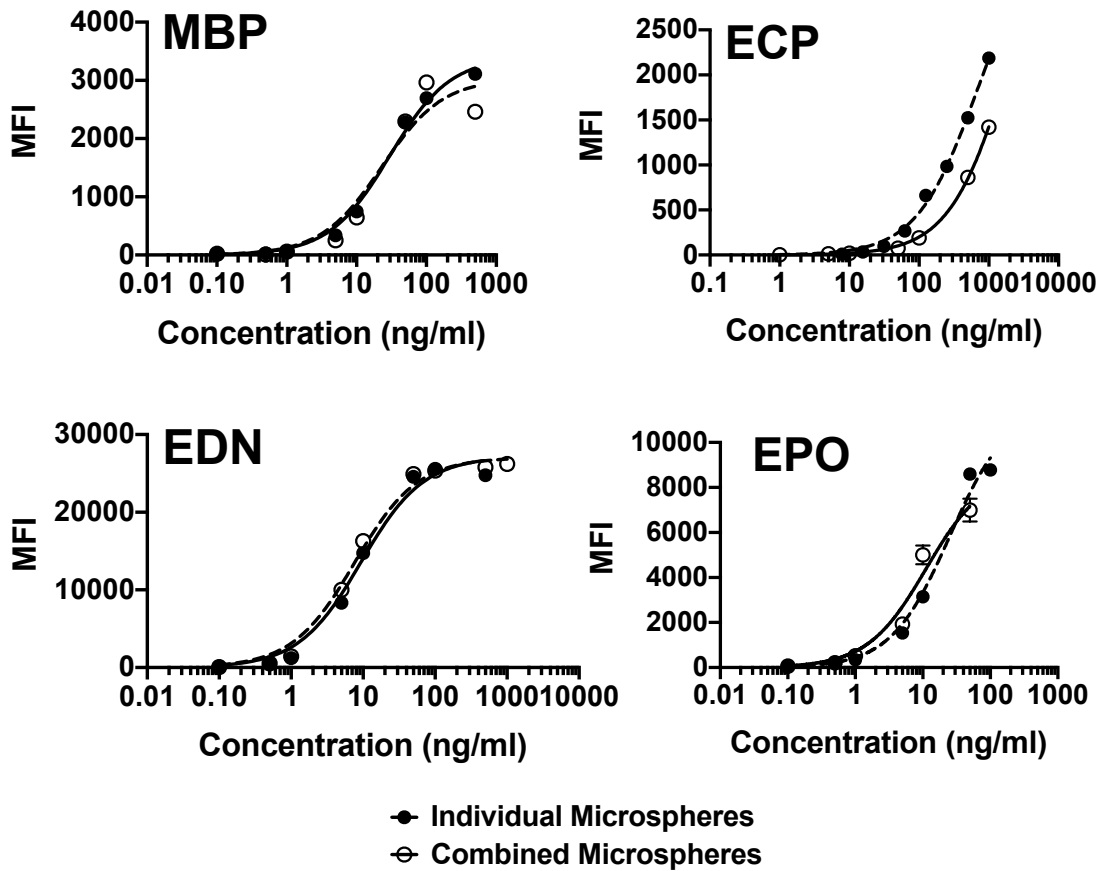 MBP
MFI
4000
3000
2000
1000
0
0.01 0.10 1 10 100 1000
Concentration (ng/ml)
ECP
MFI
2500
2000
1500
1000
500
0
0.1 1 10 100 1000 10000
Concentration (ng/ml)
EDN
MFI
30000
20000
10000
0
0.01 0.10 1 10 100 1000 10000
Concentration (ng/ml)
EPO
MFI
10000
8000
6000
4000
2000
0
0.01 0.10 1 10 100 1000
Concentration (ng/ml)
Individual Microspheres
Combined Microspheres